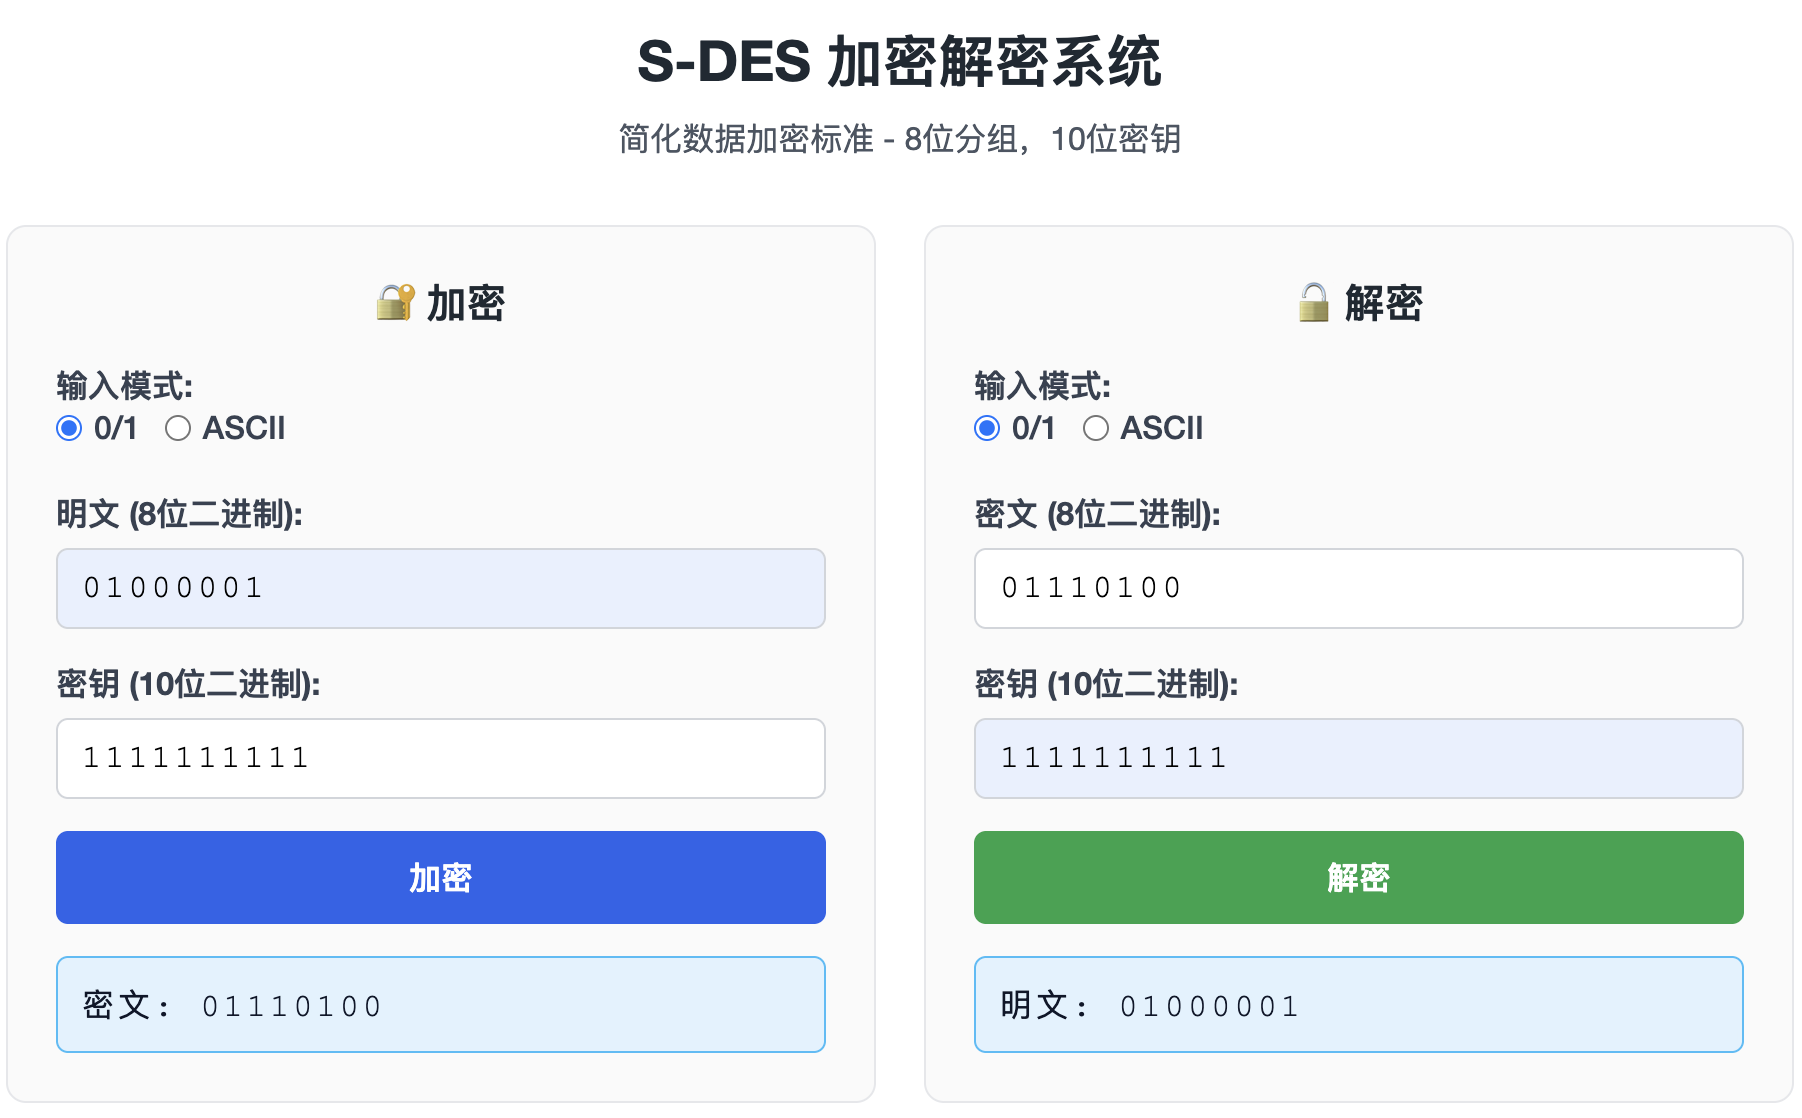 S-DES 加密解密系统
简化数据加密标准 - 8位分组，10位密钥
加密
输入模式:
0/1 ASCII
明文 (8位二进制):
01000001
密钥 (10位二进制):
1111111111
加密
密文: 01110100
解密
输入模式:
0/1 ASCII
密文 (8位二进制):
01110100
密钥 (10位二进制):
1111111111
解密
明文: 01000001